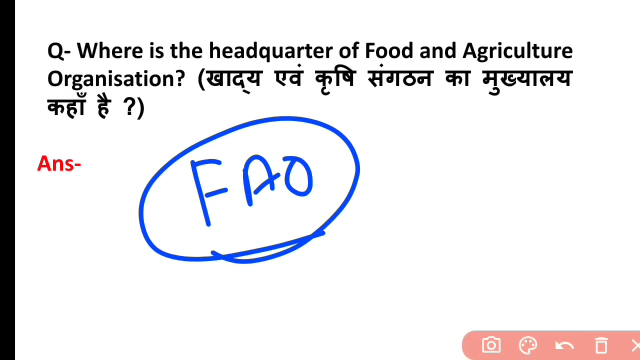 Q- Where is the headquarter of Food and Agriculture
Organisation? (खाद्य एवं कृषि संगठन का मुख्यालय
कहाँ है ?)
Ans-
FAO